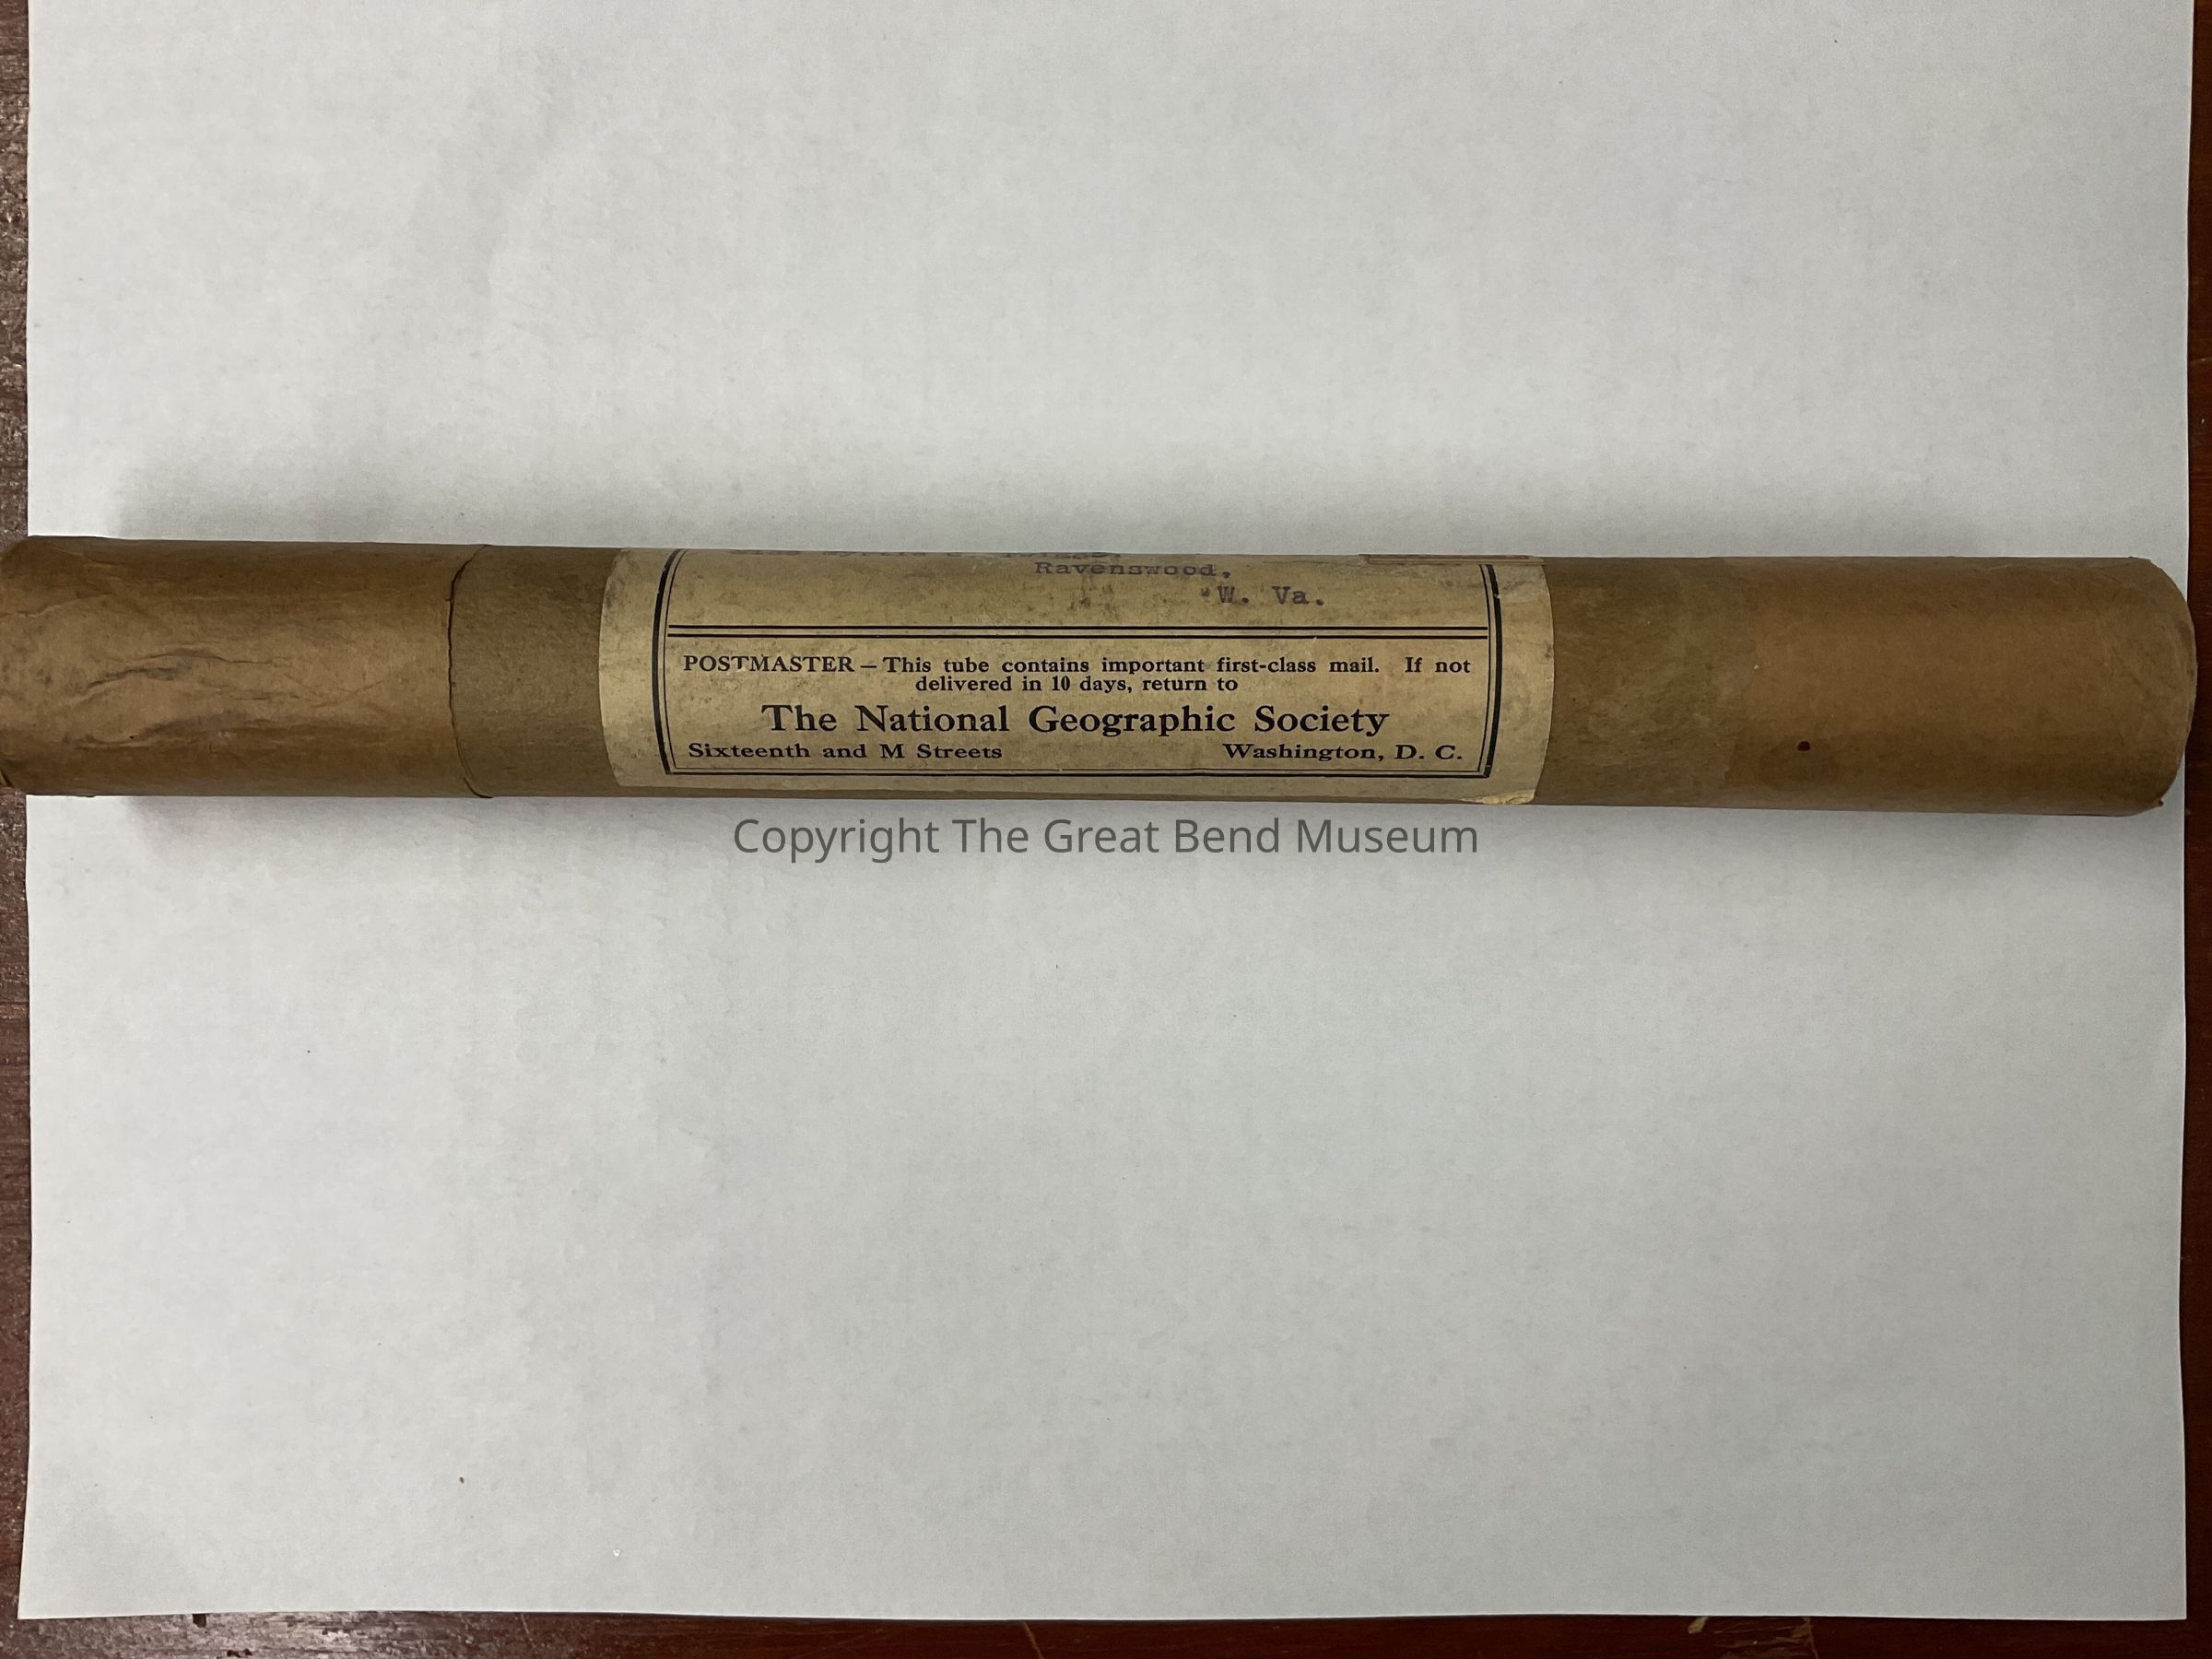 Ravenswood,
W. Va.
POSTMASTER — This tube contains important first-class mail. If not
delivered in 10 days, return to
The National Geographic Society
Sixteenth and M Streets Washington, D. C.
Copyright The Great Bend Museum